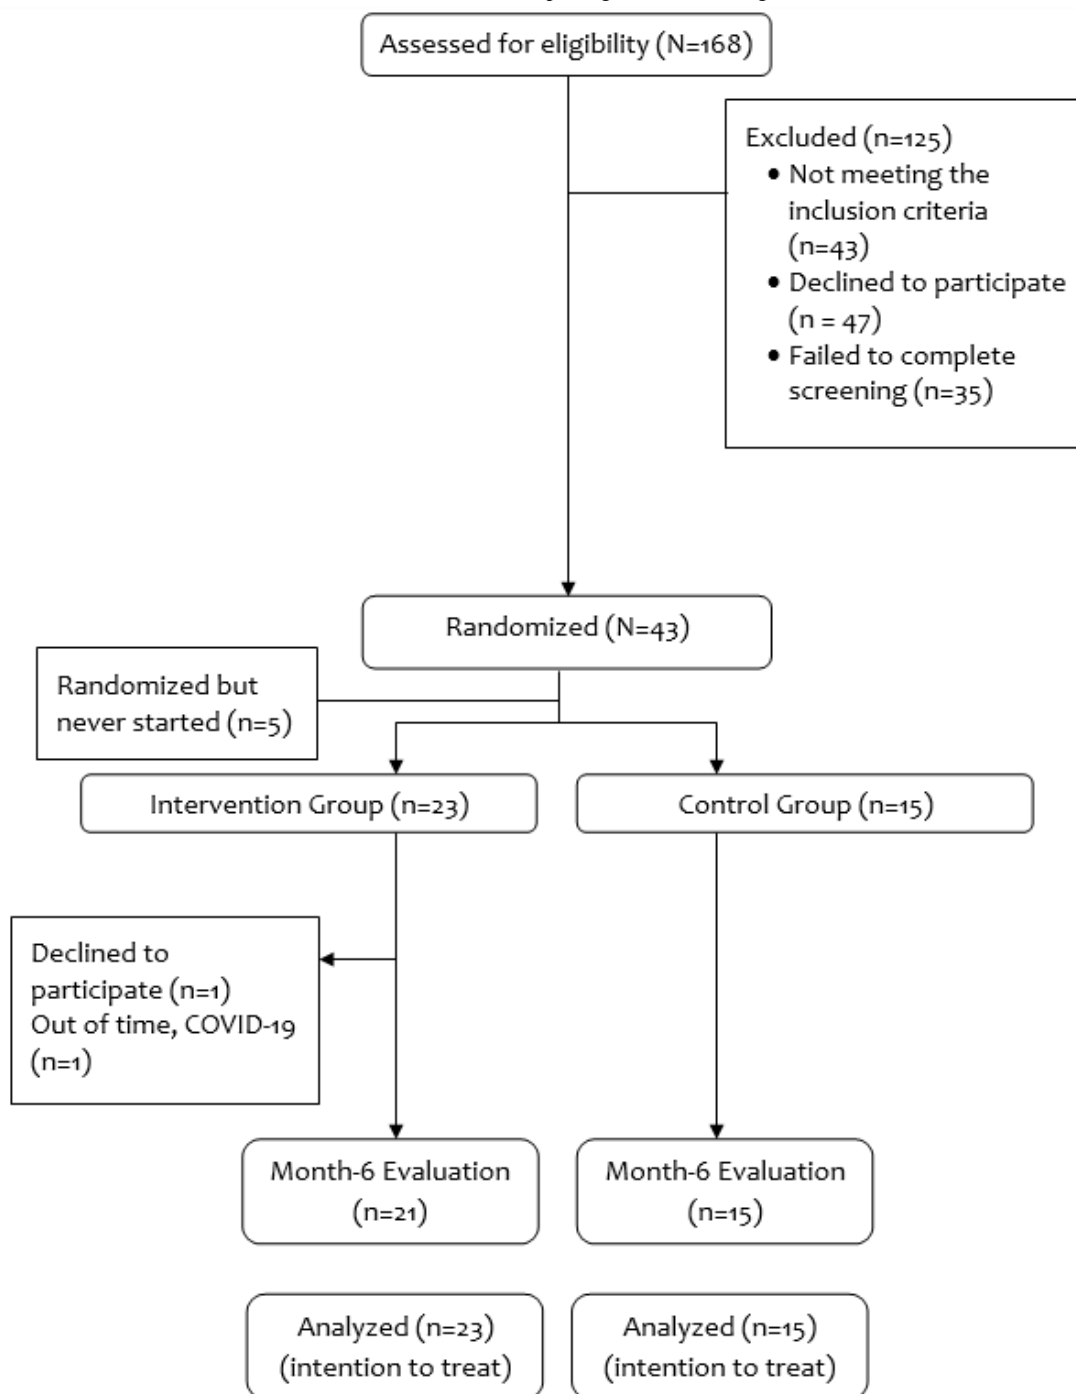 Assessed for eligibility (N=168)
Excluded (n=125)
• Not meeting the
inclusion criteria
(n=43)
• Declined to participate
(n = 47)
• Failed to complete
screening (n=35)
Randomized (N=43)
Randomized but
never started (n=5)
Intervention Group (n=23)
Control Group (n=15)
Declined to
participate (n=1)
Out of time, COVID-19
(n=1)
Month-6 Evaluation
(n=21)
Month-6 Evaluation
(n=15)
Analyzed (n=23)
(intention to treat)
Analyzed (n=15)
(intention to treat)